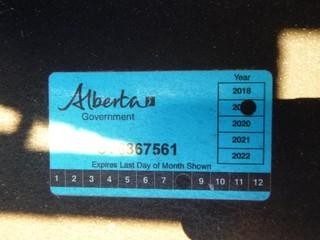 Alberta
Government
Year
2018
2020
2021
2022
367561
Expires Last Day of Month Shown
1 2 3 4 5 6 7 9 10 11 12